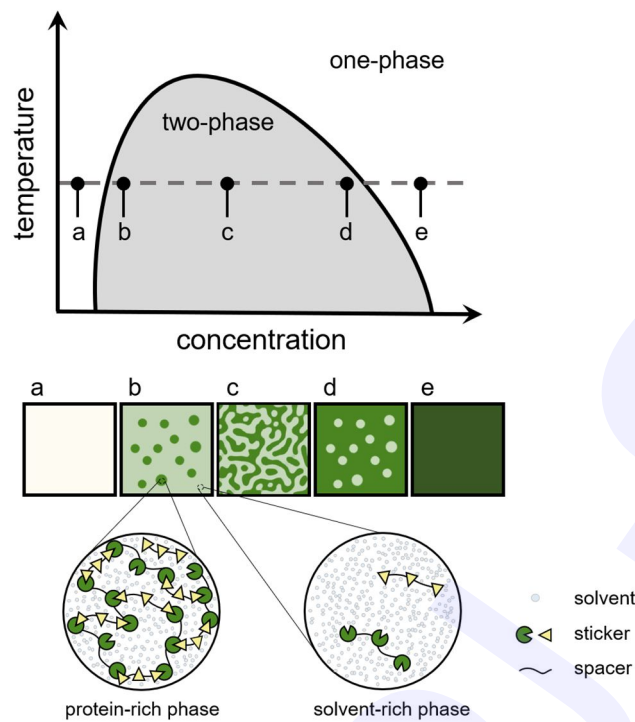 temperature
one-phase
two-phase
a
b
c
d
e
concentration
a
b
c
d
e
solvent
sticker
spacer
protein-rich phase
solvent-rich phase